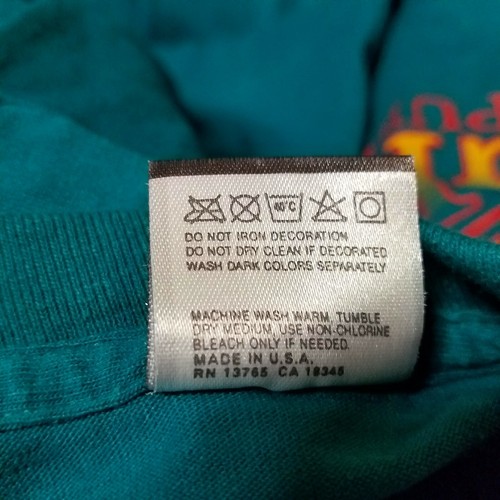 40°C
DO NOT IRON DECORATION
DO NOT DRY CLEAN IF DECORATED
WASH DARK COLORS SEPARATELY
MACHINE WASH WARM, TUMBLE
DRY MEDIUM, USE NON-CHLORINE
BLEACH ONLY IF NEEDED.
MADE IN U.S.A.
RN 13765 CA 18345